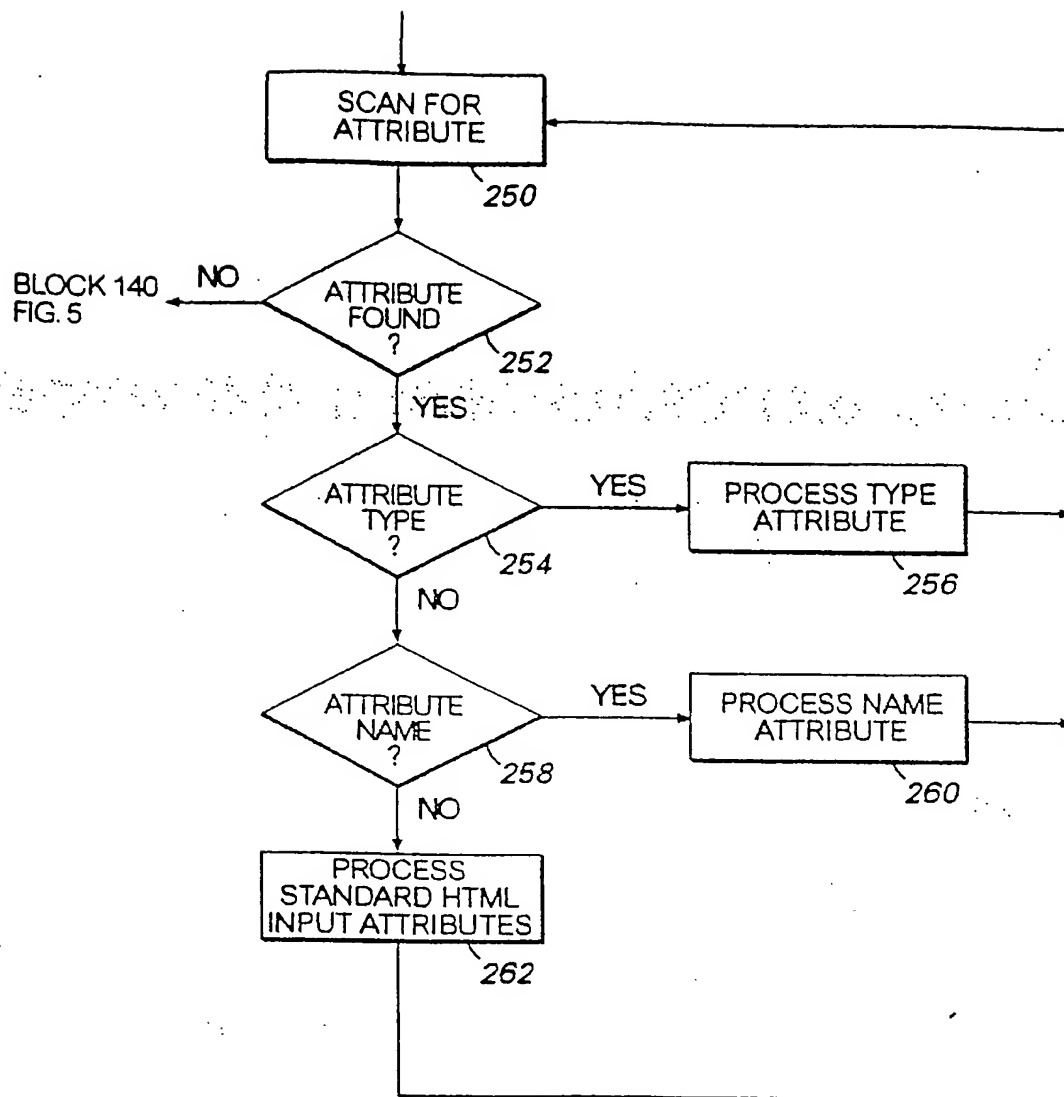 SCAN FOR
ATTRIBUTE
250
BLOCK 140
FIG. 5
NO
ATTRIBUTE
FOUND
?
252
YES
ATTRIBUTE
TYPE
?
254
YES
PROCESS TYPE
ATTRIBUTE
256
NO
ATTRIBUTE
NAME
?
258
YES
PROCESS NAME
ATTRIBUTE
260
NO
PROCESS
STANDARD HTML
INPUT ATTRIBUTES
262